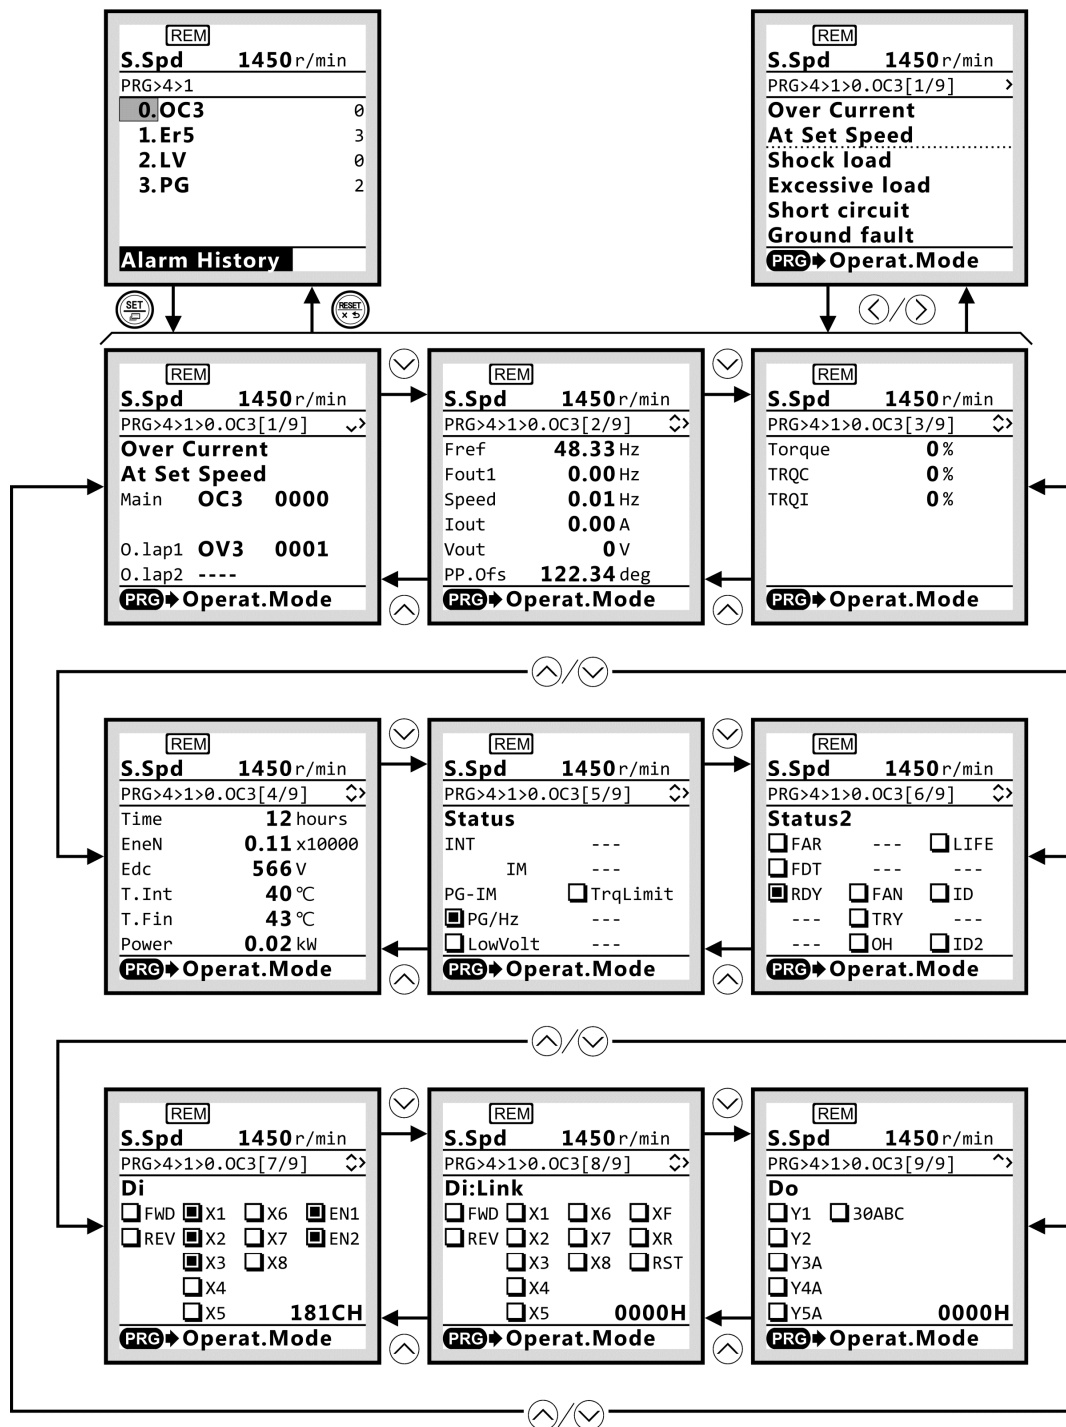 REM
S.Spd 1450 r/min
PRG>4>1
0.OC3 0
1.Er5 3
2.LV 0
3.PG 2
Alarm History
REM
S.Spd 1450 r/min
PRG>4>1>0.OC3[1/9] >
Over Current
At Set Speed
Shock load
Excessive load
Short circuit
Ground fault
PRG Operat.Mode
SET
RESET
REM
S.Spd 1450 r/min
PRG>4>1>0.OC3[1/9]
Over Current
At Set Speed
Main OC3 0000
O.lap1 OV3 0001
O.lap2 ----
PRG Operat.Mode
REM
S.Spd 1450 r/min
PRG>4>1>0.OC3[2/9]
Fref 48.33 Hz
Fout1 0.00 Hz
Speed 0.01 Hz
Iout 0.00 A
Vout 0 V
PP.Ofs 122.34 deg
PRG Operat.Mode
REM
S.Spd 1450 r/min
PRG>4>1>0.OC3[3/9]
Torque 0 %
TRQC 0 %
TRQI 0 %
PRG Operat.Mode
REM
S.Spd 1450 r/min
PRG>4>1>0.OC3[4/9]
Time 12 hours
EneN 0.11 x10000
Edc 566 V
T.Int 40 ℃
T.Fin 43 ℃
Power 0.02 kW
PRG Operat.Mode
REM
S.Spd 1450 r/min
PRG>4>1>0.OC3[5/9]
Status
INT ---
IM
PG-IM TrqLimit
PG/Hz ---
LowVolt ---
PRG Operat.Mode
REM
S.Spd 1450 r/min
PRG>4>1>0.OC3[6/9]
Status2
FAR --- LIFE
FDT --- ---
RDY FAN ID
--- TRY ---
--- OH ID2
PRG Operat.Mode
REM
S.Spd 1450 r/min
PRG>4>1>0.OC3[7/9]
Di
FWD X1 X6 EN1
REV X2 X7 EN2
X3 X8
X4
X5 181CH
PRG Operat.Mode
REM
S.Spd 1450 r/min
PRG>4>1>0.OC3[8/9]
Di:Link
FWD X1 X6 XF
REV X2 X7 XR
X3 X8 RST
X4
X5 0000H
PRG Operat.Mode
REM
S.Spd 1450 r/min
PRG>4>1>0.OC3[9/9]
Do
Y1 30ABC
Y2
Y3A
Y4A
Y5A 0000H
PRG Operat.Mode